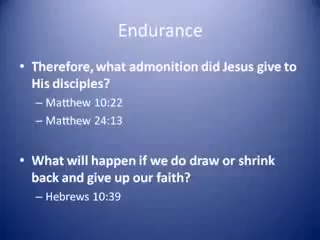 Endurance
• Therefore, what admonition did Jesus give to
His disciples?
– Matthew 10:22
– Matthew 24:13
• What will happen if we do draw or shrink
back and give up our faith?
– Hebrews 10:39